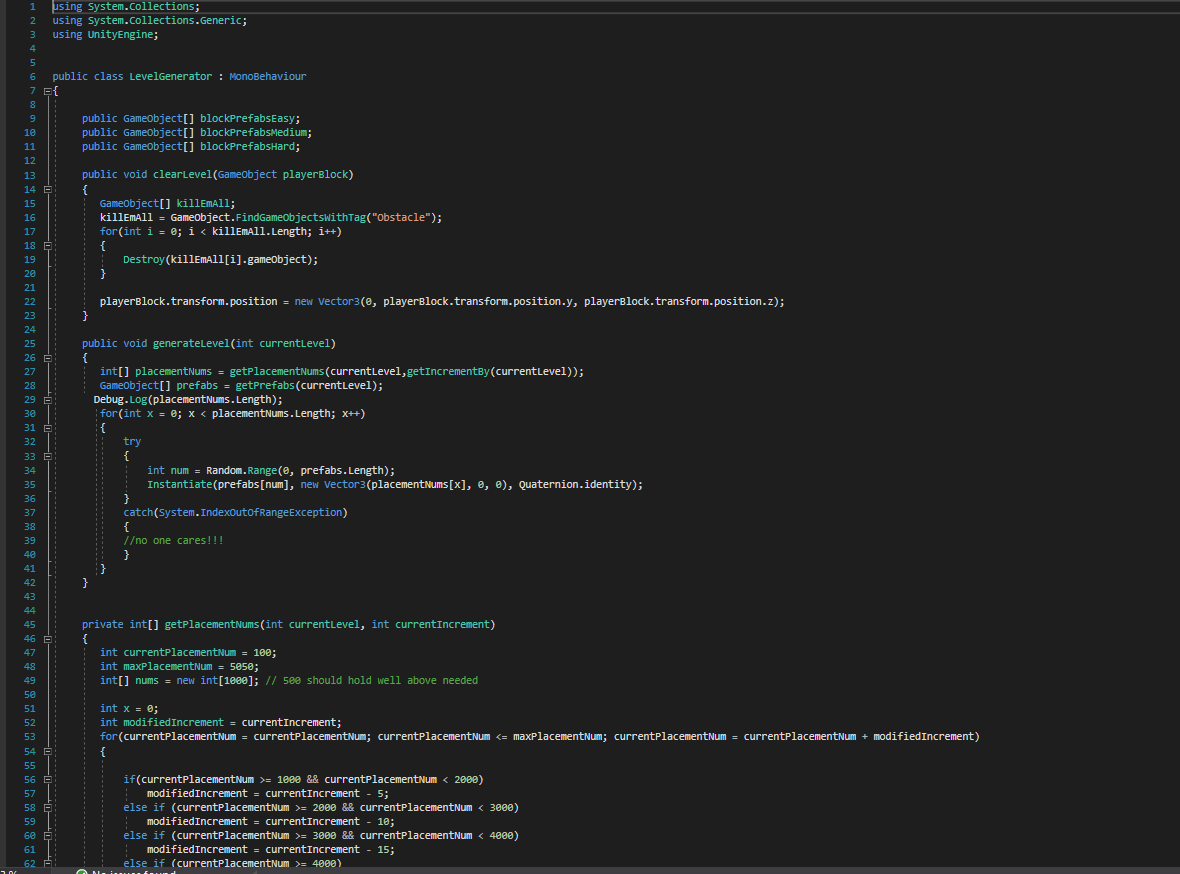 1 using System.Collections;
2 using System.Collections.Generic;
3 using UnityEngine;
4
5
6 public class LevelGenerator : MonoBehaviour
7 {
8
9 public GameObject[] blockPrefabsEasy;
10 public GameObject[] blockPrefabsMedium;
11 public GameObject[] blockPrefabsHard;
12
13 public void clearLevel(GameObject playerBlock)
14 {
15 GameObject[] killEmAll;
16 killEmAll = GameObject.FindGameObjectsWithTag("Obstacle");
17 for(int i = 0; i < killEmAll.Length; i++)
18 {
19 Destroy(killEmAll[i].gameObject);
20 }
21
22 playerBlock.transform.position = new Vector3(0, playerBlock.transform.position.y, playerBlock.transform.position.z);
23 }
24
25 public void generateLevel(int currentLevel)
26 {
27 int[] placementNums = getPlacementNums(currentLevel,getIncrementBy(currentLevel));
28 GameObject[] prefabs = getPrefabs(currentLevel);
29 Debug.Log(placementNums.Length);
30 for(int x = 0; x < placementNums.Length; x++)
31 {
32 try
33 {
34 int num = Random.Range(0, prefabs.Length);
35 Instantiate(prefabs[num], new Vector3(placementNums[x], 0, 0), Quaternion.identity);
36 }
37 catch(System.IndexOutOfRangeException)
38 {
39 //no one cares!!!
40 }
41 }
42 }
43
44
45 private int[] getPlacementNums(int currentLevel, int currentIncrement)
46 {
47 int currentPlacementNum = 100;
48 int maxPlacementNum = 5050;
49 int[] nums = new int[1000]; // 500 should hold well above needed
50
51 int x = 0;
52 int modifiedIncrement = currentIncrement;
53 for(currentPlacementNum = currentPlacementNum; currentPlacementNum <= maxPlacementNum; currentPlacementNum = currentPlacementNum + modifiedIncrement)
54 {
55
56 if(currentPlacementNum >= 1000 && currentPlacementNum < 2000)
57 modifiedIncrement = currentIncrement - 5;
58 else if (currentPlacementNum >= 2000 && currentPlacementNum < 3000)
59 modifiedIncrement = currentIncrement - 10;
60 else if (currentPlacementNum >= 3000 && currentPlacementNum < 4000)
61 modifiedIncrement = currentIncrement - 15;
62 else if (currentPlacementNum >= 4000)
No issues found